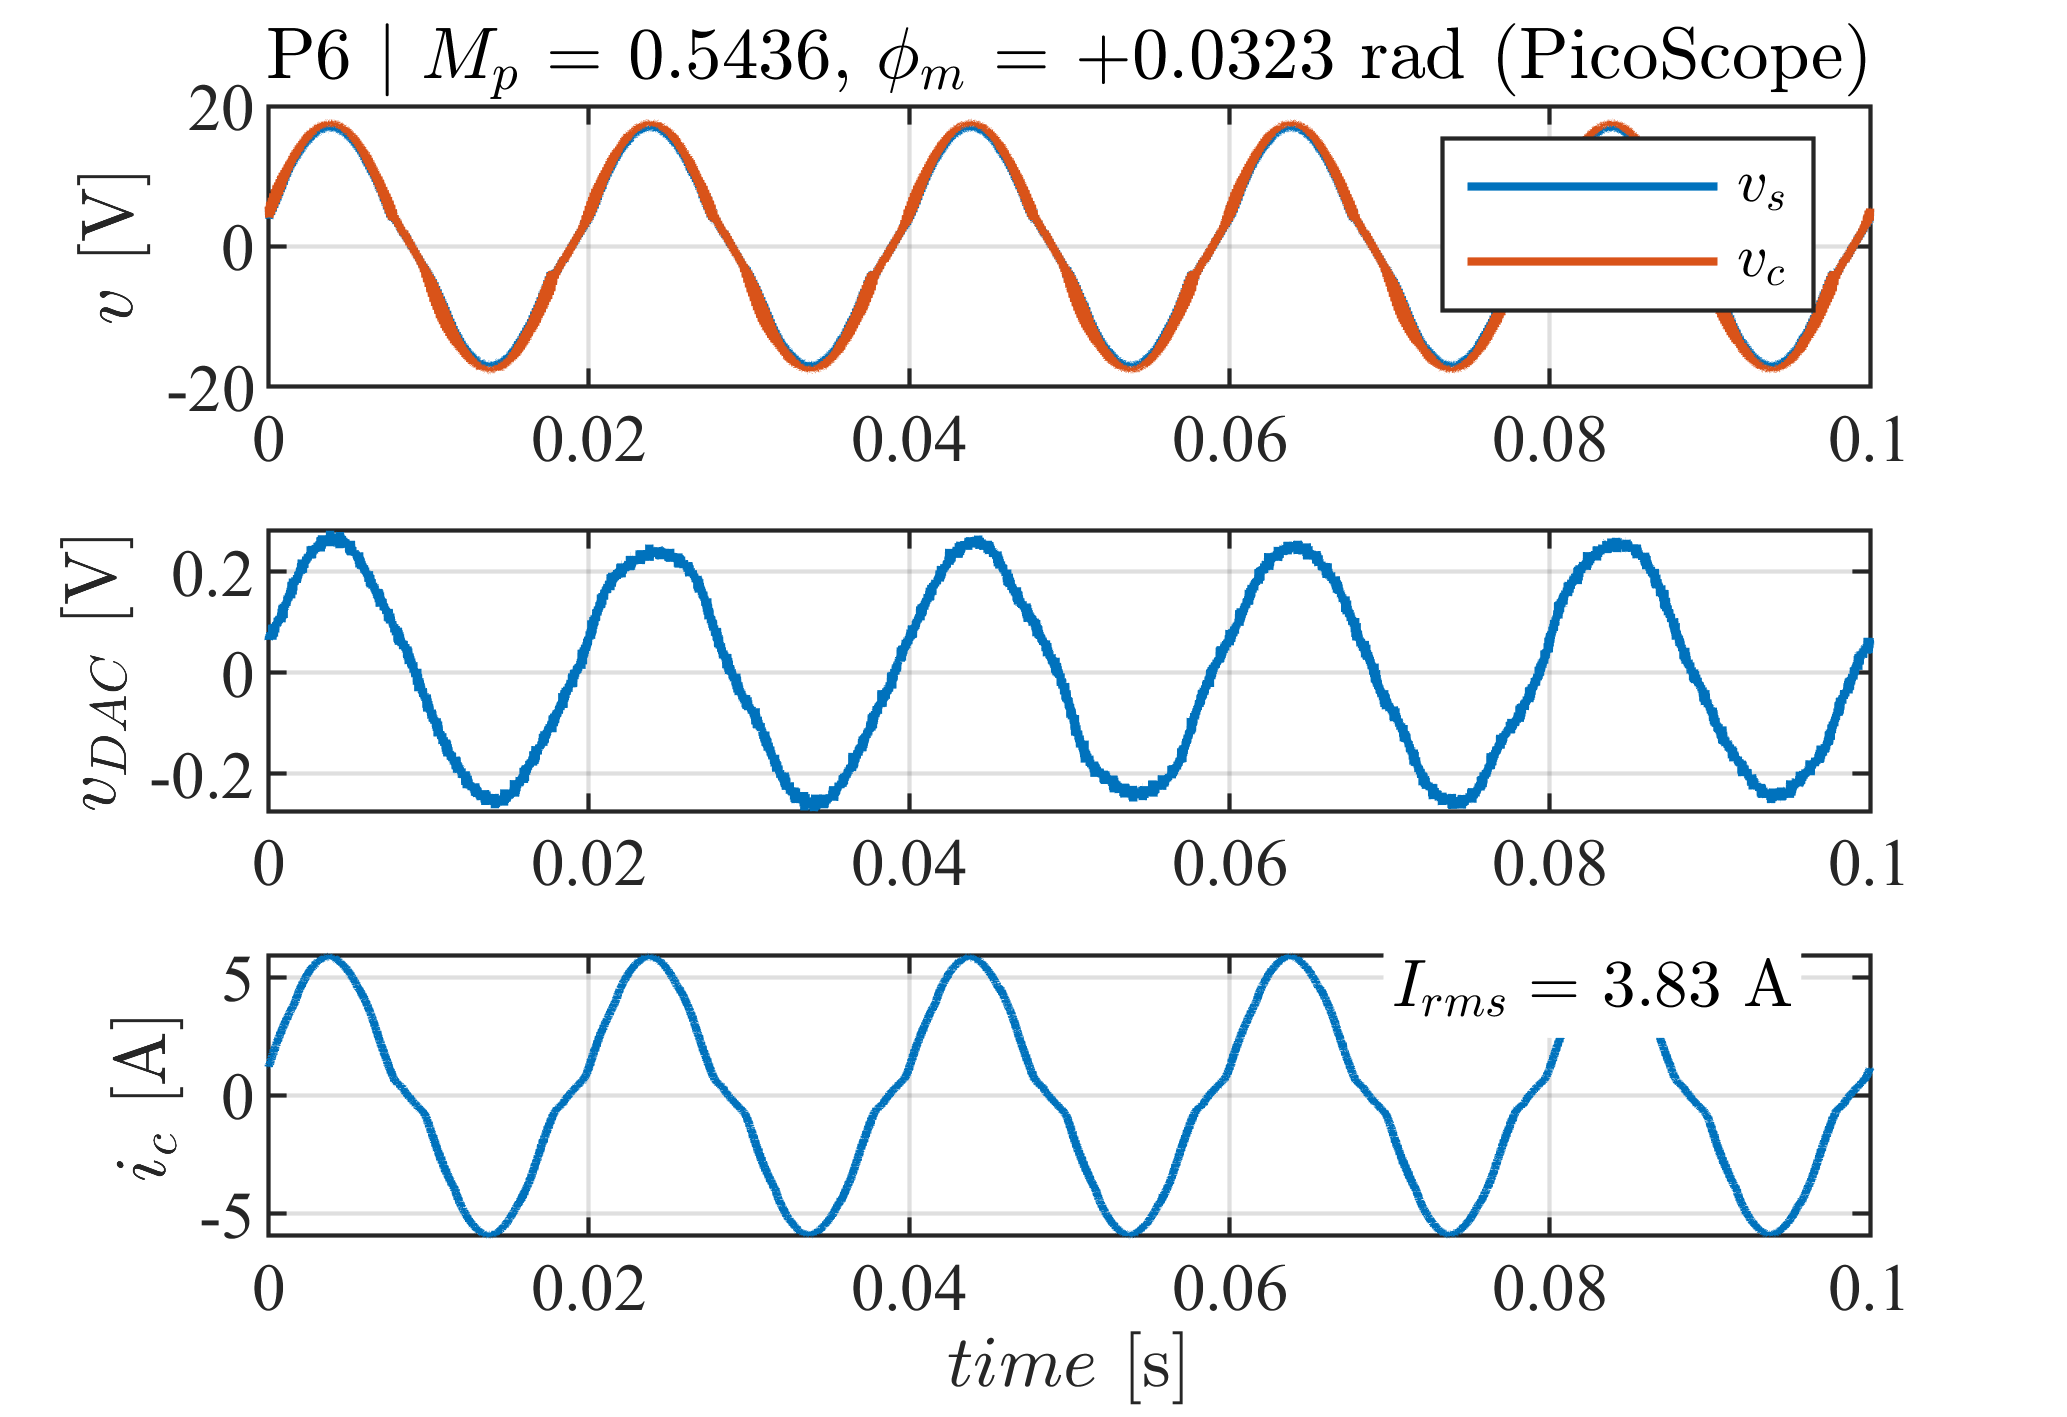 P6 | M_p = 0.5436, ϕ_m = +0.0323 rad (PicoScope)
20
0
-20
v [V]
v_s
v_c
0 0.02 0.04 0.06 0.08 0.1
0.2
0
-0.2
v_DAC [V]
0 0.02 0.04 0.06 0.08 0.1
5
0
-5
i_c [A]
I_rms = 3.83 A
0 0.02 0.04 0.06 0.08 0.1
time [s]